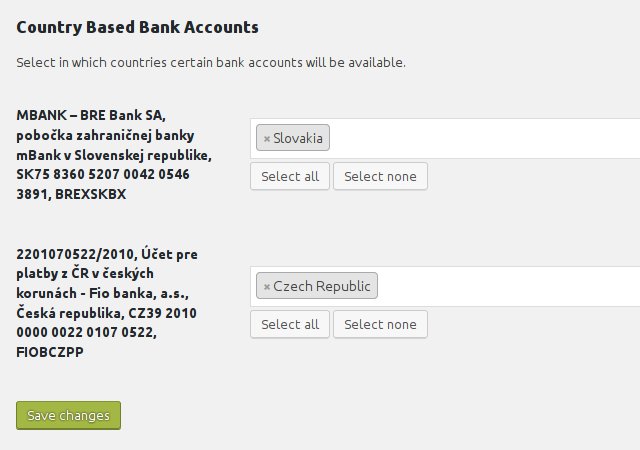 Country Based Bank Accounts
Select in which countries certain bank accounts will be available.
MBANK – BRE Bank SA,
pobočka zahraničnej banky
mBank v Slovenskej republike,
SK75 8360 5207 0042 0546
3891, BREXSKBX
× Slovakia
Select all Select none
2201070522/2010, Účet pre
platby z ČR v českých
korunách - Fio banka, a.s.,
Česká republika, CZ39 2010
0000 0022 0107 0522,
FIOBCZPP
× Czech Republic
Select all Select none
Save changes